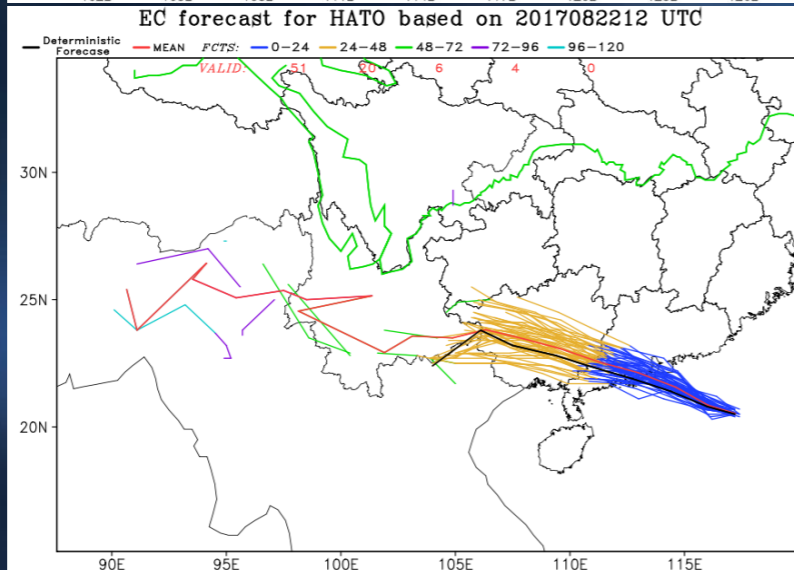 EC forecast for HATO based on 2017082212 UTC
Deterministic
Forecase
MEAN FCTS: 0-24 24-48 48-72 72-96 96-120
VALID: 51 20 6 4 0
30N
25N
20N
90E 95E 100E 105E 110E 115E